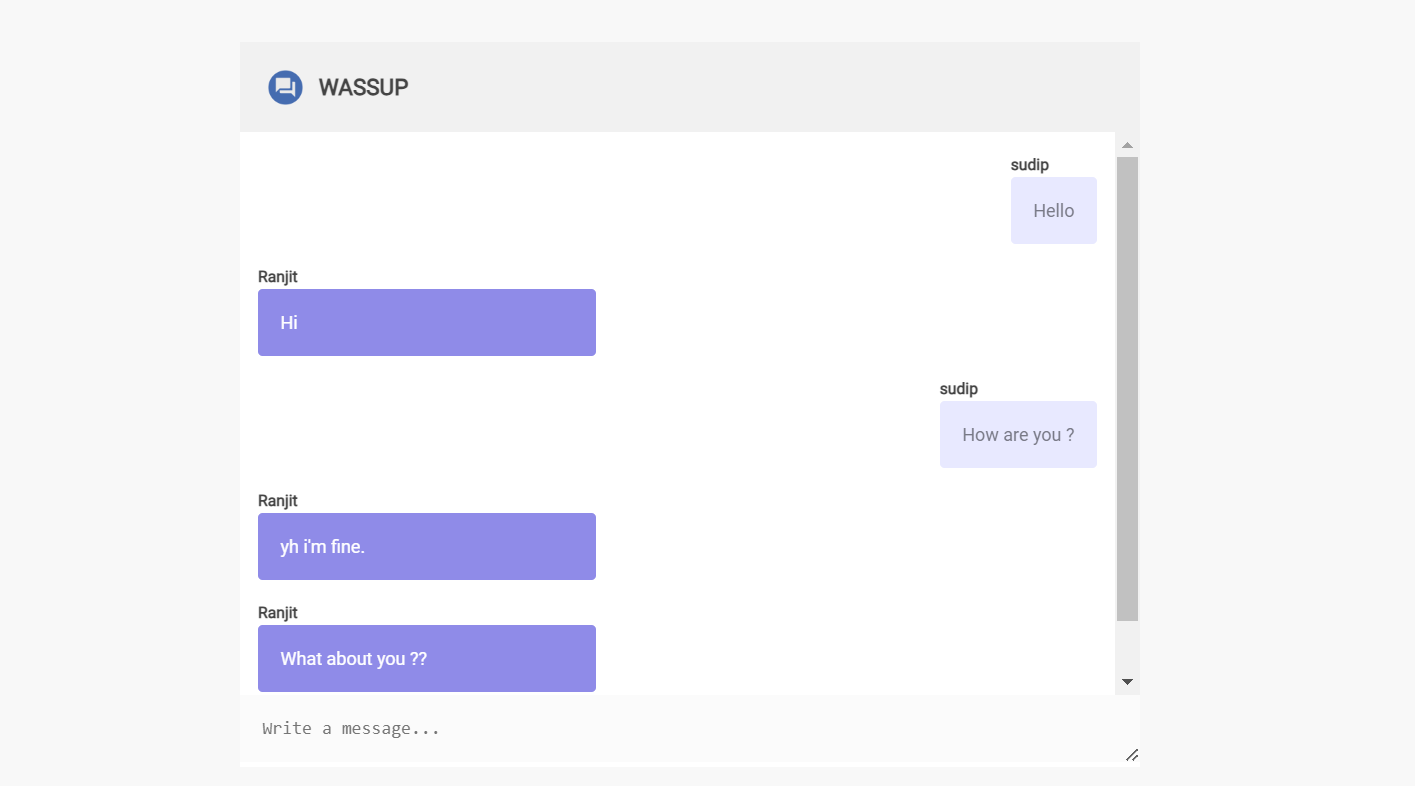 WASSUP
sudip
Hello
Ranjit
Hi
sudip
How are you ?
Ranjit
yh i'm fine.
Ranjit
What about you ??
Write a message...